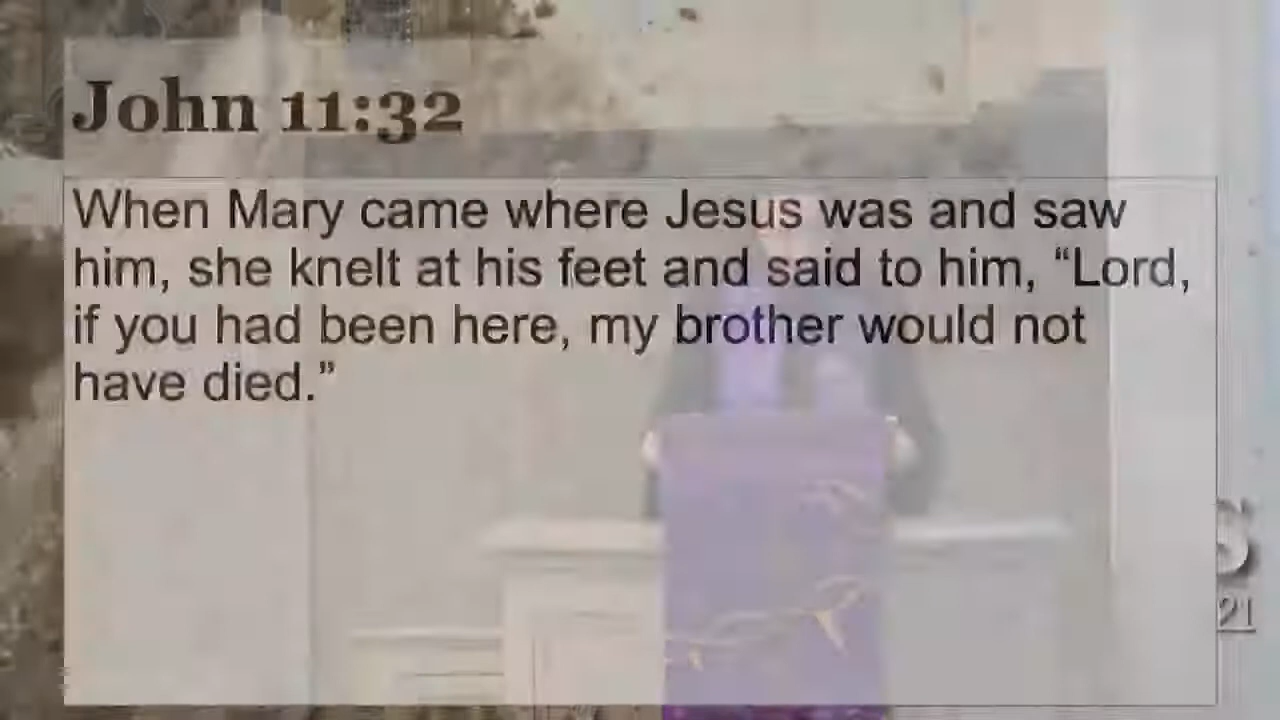 John 11:32
When Mary came where Jesus was and saw
him, she knelt at his feet and said to him, “Lord,
if you had been here, my brother would not
have died.”
S
21